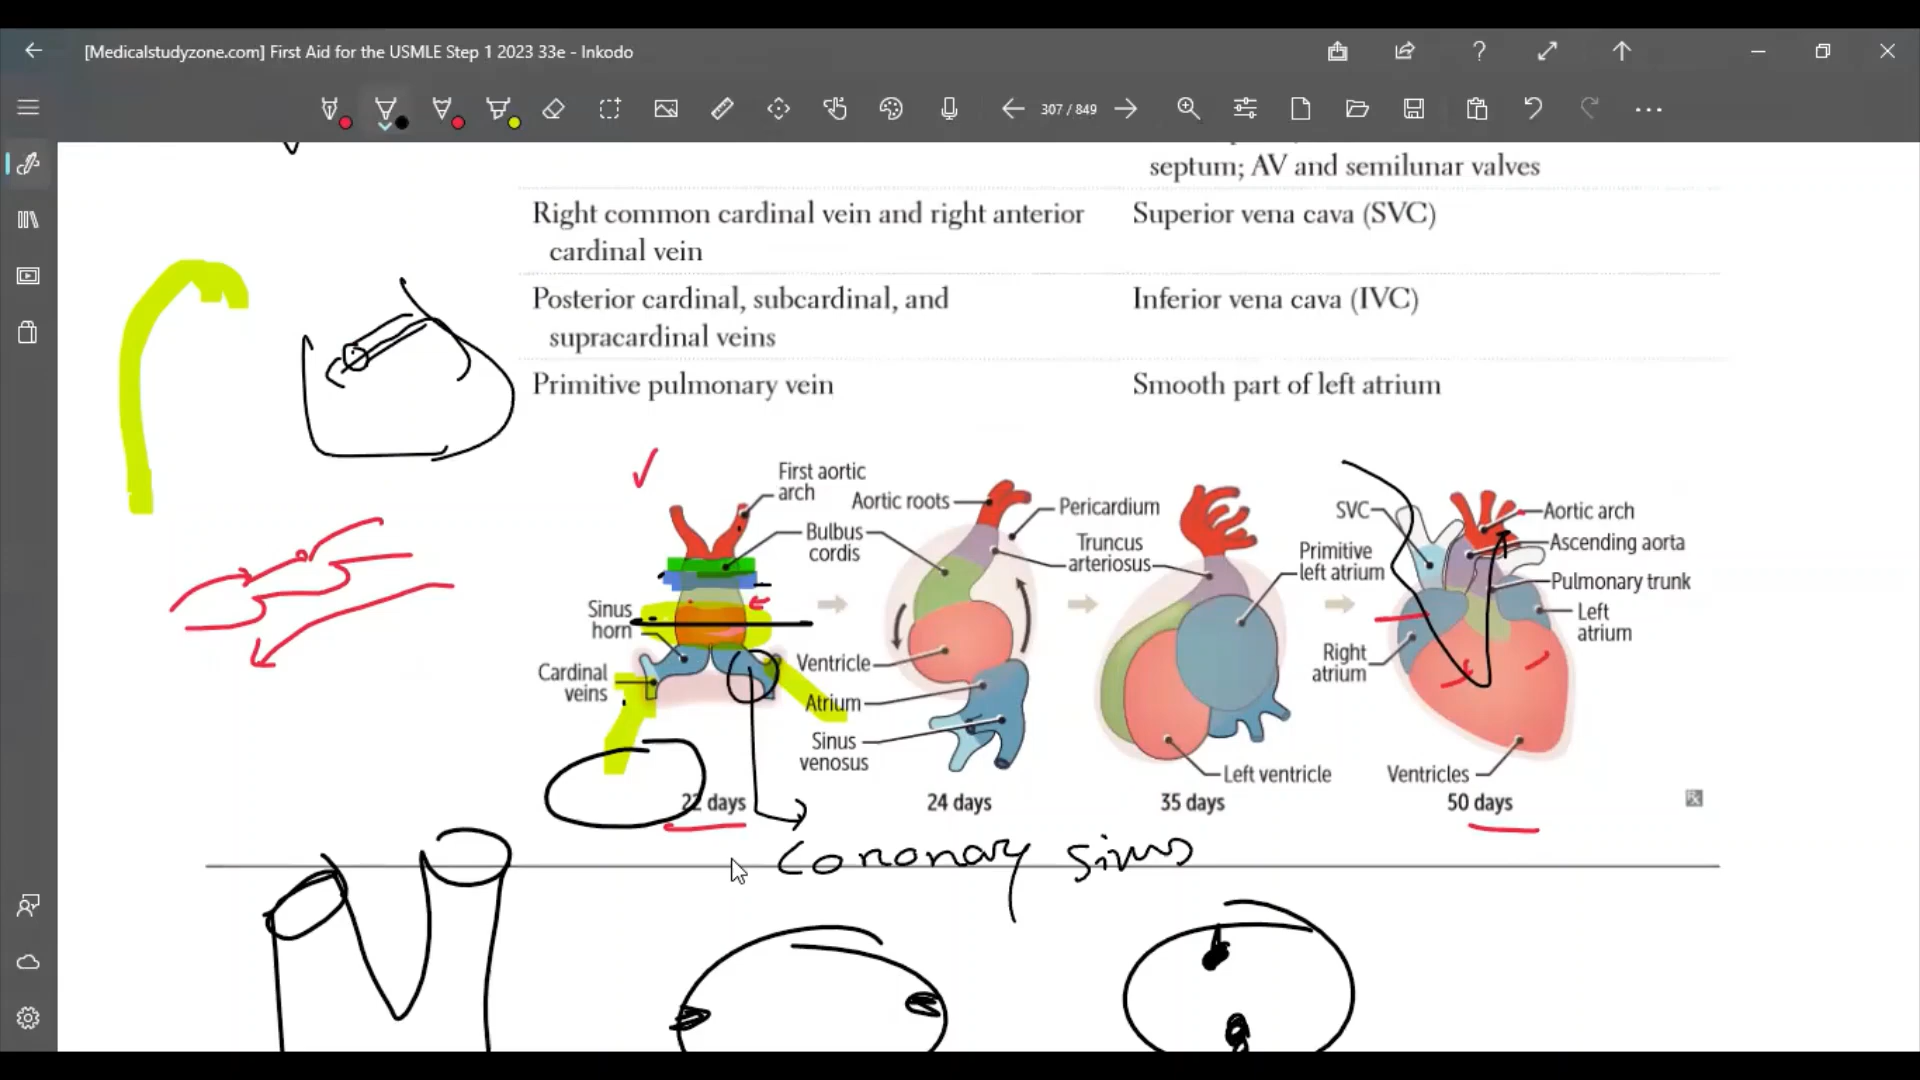 [Medicalstudyzone.com] First Aid for the USMLE Step 1 2023 33e - Inkodo
307 / 849
septum; AV and semilunar valves
Right common cardinal vein and right anterior
cardinal vein
Superior vena cava (SVC)
Posterior cardinal, subcardinal, and
supracardinal veins
Inferior vena cava (IVC)
Primitive pulmonary vein
Smooth part of left atrium
First aortic
arch
Bulbus
cordis
Sinus
horn
Cardinal
veins
22 days
Aortic roots
Pericardium
Truncus
arteriosus
Ventricle
Atrium
Sinus
venosus
24 days
Primitive
left atrium
Left ventricle
35 days
SVC
Aortic arch
Ascending aorta
Pulmonary trunk
Left
atrium
Right
atrium
Ventricles
50 days
Coronary sinus